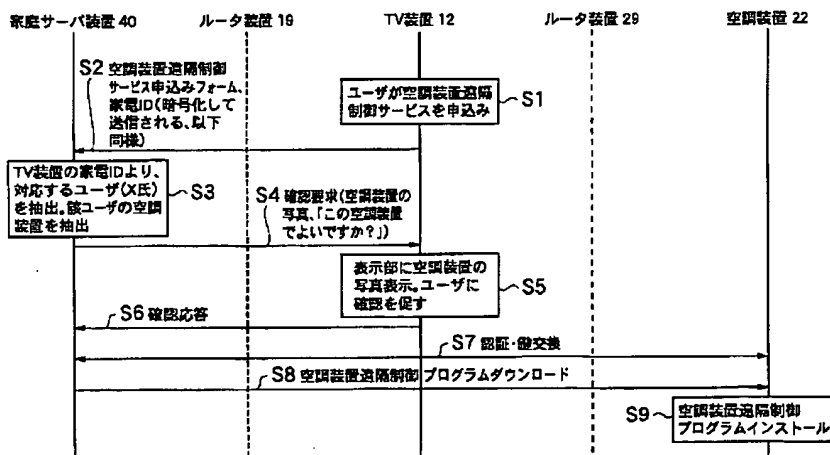 家庭サーバ装置 40
ルータ装置 19
TV装置 12
ルータ装置 29
空調装置 22
S1
ユーザが空調装置遠隔
制御サービスを申込み
S2 空調装置遠隔制御
サービス申込みフォーム、
家電ID(暗号化して
送信される、以下
同様)
S3
TV装置の家電IDより、
対応するユーザ(X氏)
を抽出。該ユーザの空調
装置を抽出
S4 確認要求(空調装置の
写真、「この空調装置
でよいですか?」)
S5
表示部に空調装置の
写真表示。ユーザに
確認を促す
S6 確認応答
S7 認証・鍵交換
S8 空調装置遠隔制御 プログラムダウンロード
S9
空調装置遠隔制御
プログラムインストール